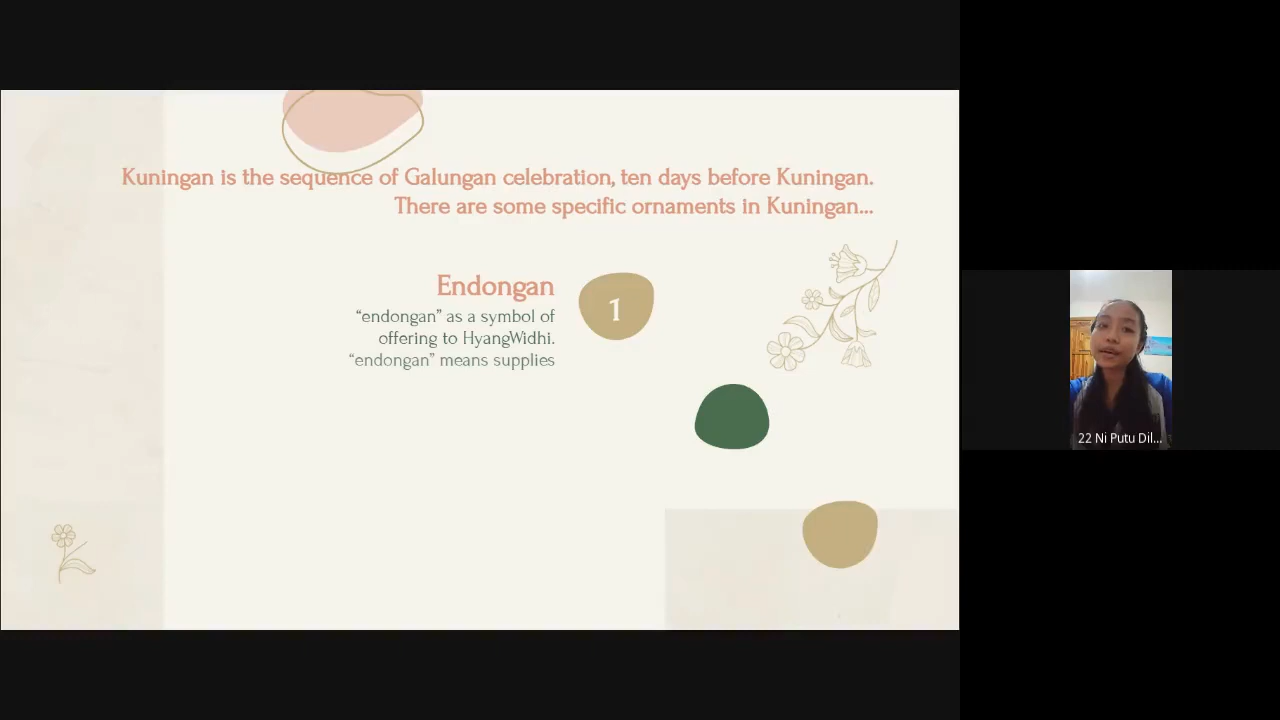 Kuningan is the sequence of Galungan celebration, ten days before Kuningan.
There are some specific ornaments in Kuningan...
Endongan
“endongan” as a symbol of
offering to HyangWidhi.
“endongan” means supplies
1
22 Ni Putu Dil...